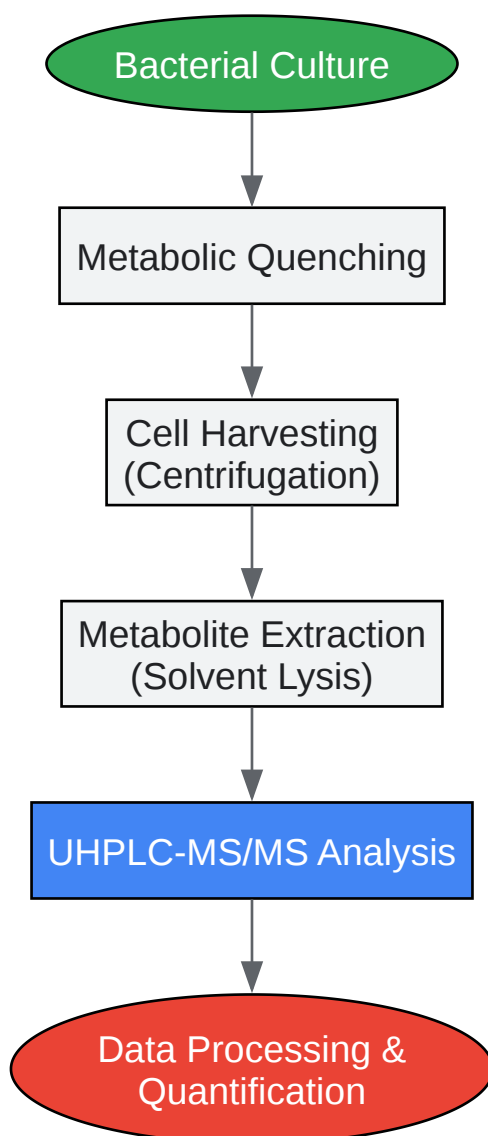 Bacterial Culture
Metabolic Quenching
Cell Harvesting
(Centrifugation)
Metabolite Extraction
(Solvent Lysis)
UHPLC-MS/MS Analysis
Data Processing &
Quantification